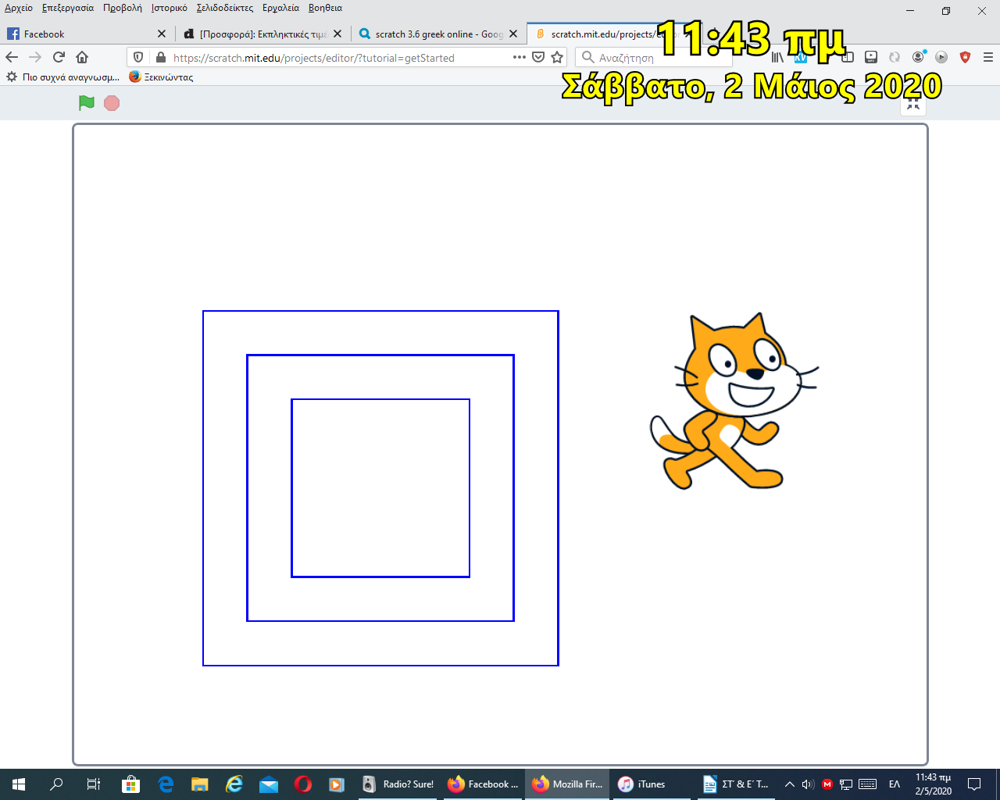 Αρχείο Επεξεργασία Προβολή Ιστορικό Σελιδοδείκτες Εργαλεία Βοηθεια
Facebook
[Προσφορά]: Εκπληκτικές τιμέ
scratch 3.6 greek online - Goog
scratch.mit.edu/projects/edito
11:43 πμ
https://scratch.mit.edu/projects/editor/?tutorial=getStarted
Αναζήτηση
Πιο συχνά αναγνωσμ...
Ξεκινώντας
Σάββατο, 2 Μάιος 2020
Radio? Sure!
Facebook ...
Mozilla Fir...
iTunes
ΣΤ΄ & Ε΄ Τ...
ΕΛ
11:43 πμ
2/5/2020